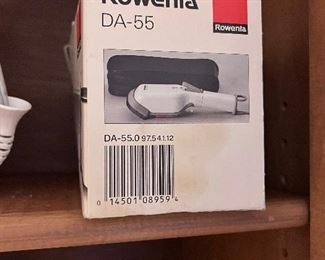 Rowenta
DA-55
Rowenta
DA-55.0 97.541.12
0 14501 08959 4